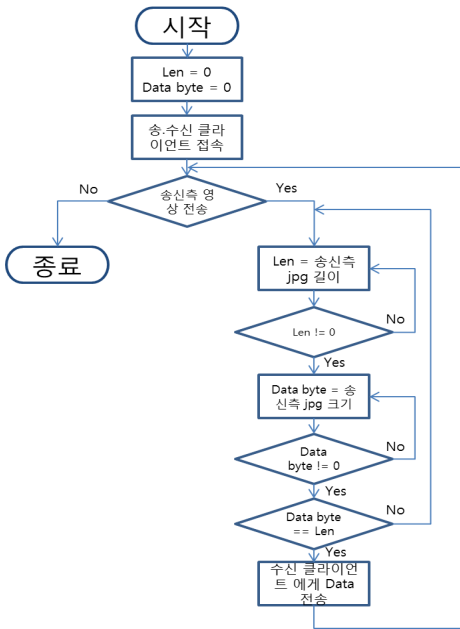 시작
Len = 0
Data byte = 0
송.수신 클라
이언트 접속
No
송신측 영
상 전송
Yes
종료
Len = 송신측
jpg 길이
Len != 0
No
Yes
Data byte = 송
신측 jpg 크기
Data
byte != 0
No
Yes
Data byte
== Len
No
Yes
수신 클라이언
트 에게 Data
전송